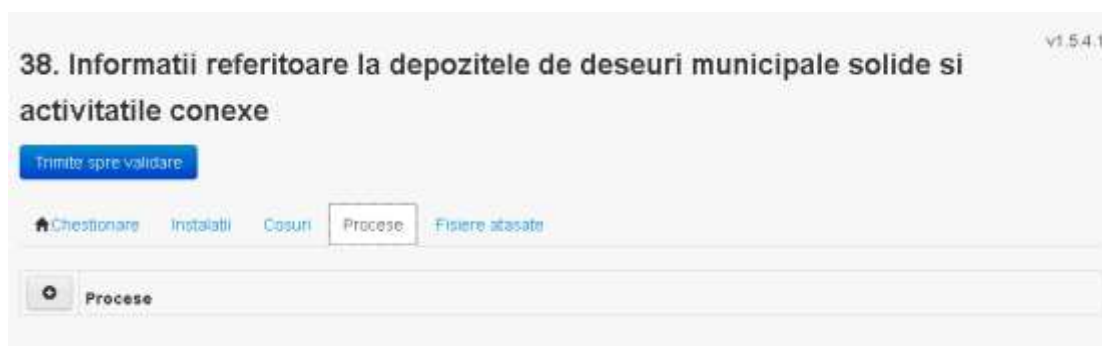 v1.5.4.1
38. Informatii referitoare la depozitele de deseuri municipale solide si
activitatile conexe
Trimite spre validare
Chestionare Instalatii Cosuri Procese Fisiere atasate
Procese